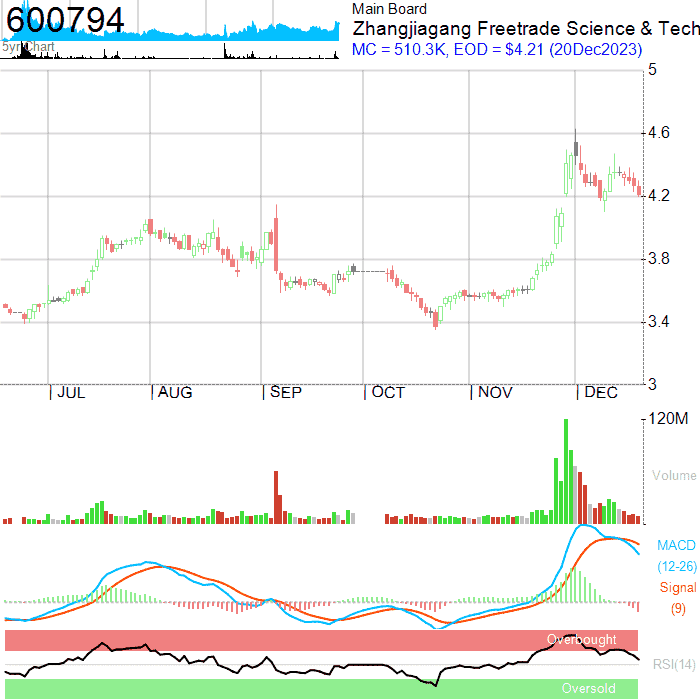 600794
5yr Chart
Main Board
Zhangjiagang Freetrade Science & Tech
MC = 510.3K, EOD = $4.21 (20Dec2023)
5
4.6
4.2
3.8
3.4
3
JUL
AUG
SEP
OCT
NOV
DEC
120M
Volume
MACD
(12-26)
Signal
(9)
Overbought
RSI(14)
Oversold